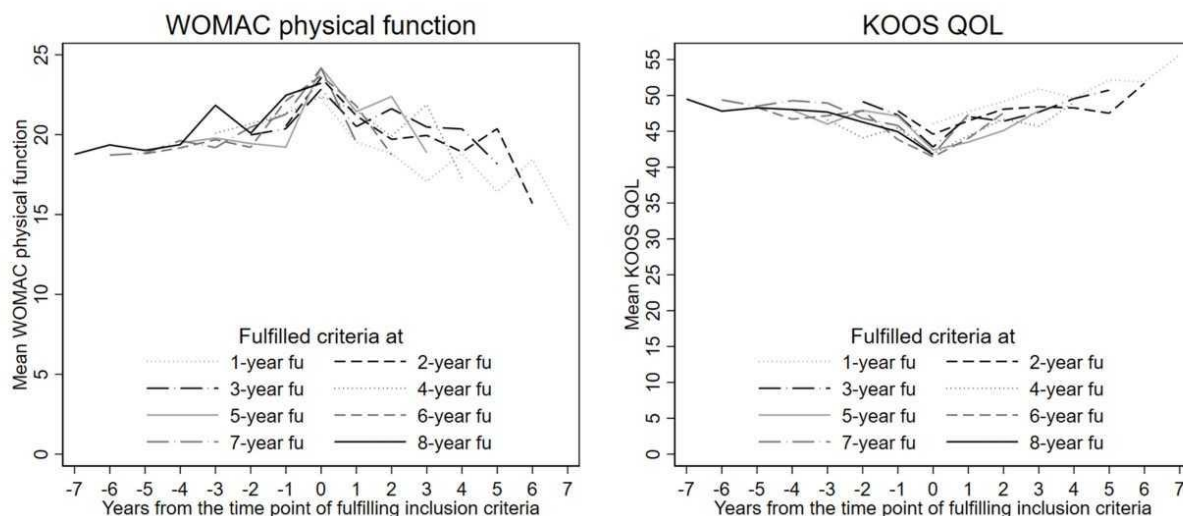 WOMAC physical function
Mean WOMAC physical function
25
20
15
10
5
0
Fulfilled criteria at
1-year fu 2-year fu
3-year fu 4-year fu
5-year fu 6-year fu
7-year fu 8-year fu
-7 -6 -5 -4 -3 -2 -1 0 1 2 3 4 5 6 7
Years from the time point of fulfilling inclusion criteria
KOOS QOL
Mean KOOS QOL
55
50
45
40
35
30
25
20
15
10
5
0
Fulfilled criteria at
1-year fu 2-year fu
3-year fu 4-year fu
5-year fu 6-year fu
7-year fu 8-year fu
-7 -6 -5 -4 -3 -2 -1 0 1 2 3 4 5 6 7
Years from the time point of fulfilling inclusion criteria